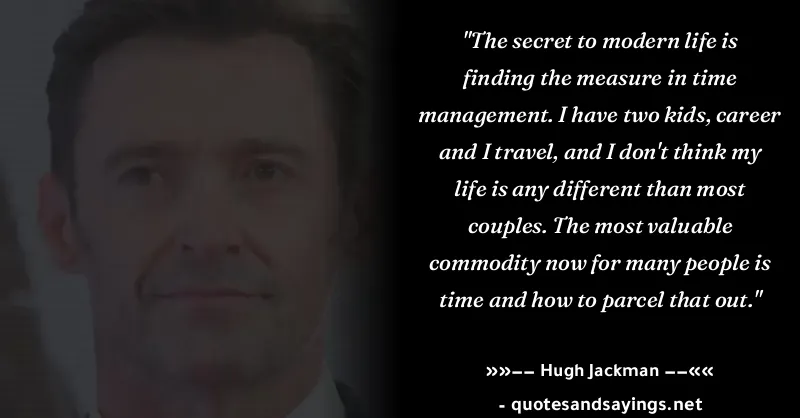 "The secret to modern life is
finding the measure in time
management. I have two kids, career
and I travel, and I don't think my
life is any different than most
couples. The most valuable
commodity now for many people is
time and how to parcel that out."
»»−− Hugh Jackman −−««
- quotesandsayings.net